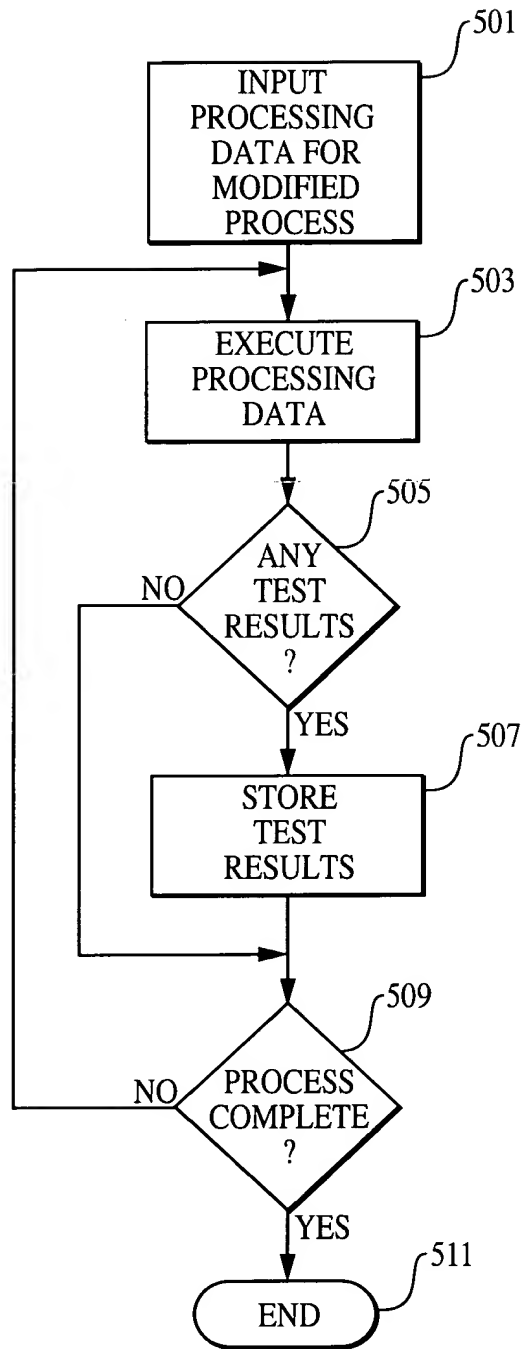 501
INPUT
PROCESSING
DATA FOR
MODIFIED
PROCESS
503
EXECUTE
PROCESSING
DATA
505
ANY
TEST
RESULTS
?
NO
YES
507
STORE
TEST
RESULTS
509
PROCESS
COMPLETE
?
NO
YES
511
END